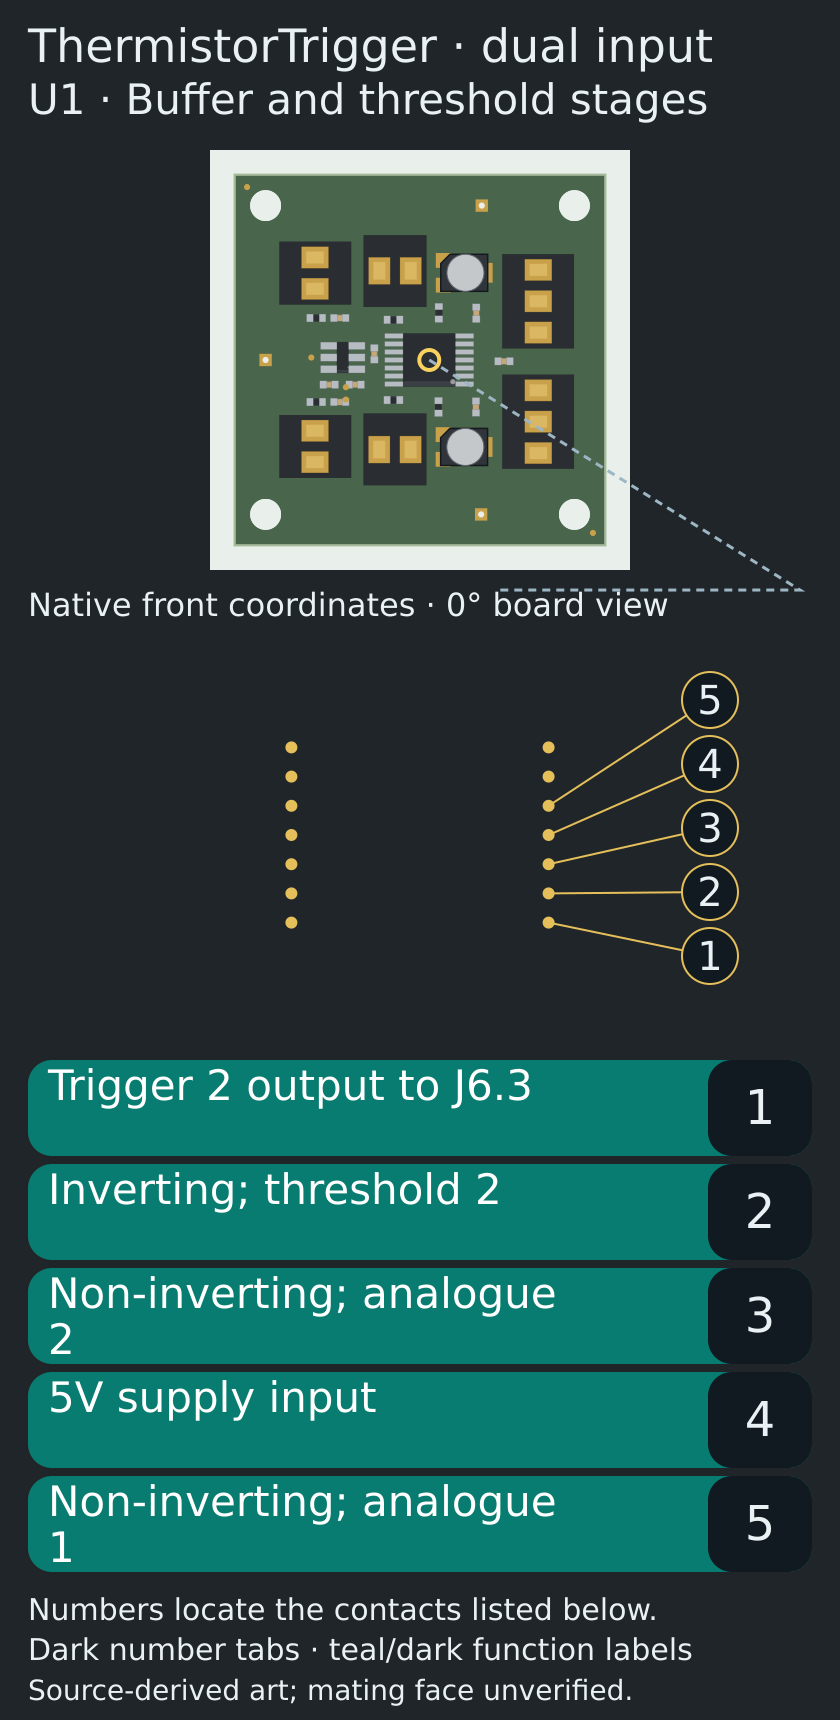 ThermistorTrigger · dual input
U1 · Buffer and threshold stages
Native front coordinates · 0° board view
5
4
3
2
1
Trigger 2 output to J6.3
1
Inverting; threshold 2
2
Non-inverting; analogue
2
3
5V supply input
4
Non-inverting; analogue
1
5
Numbers locate the contacts listed below.
Dark number tabs · teal/dark function labels
Source-derived art; mating face unverified.